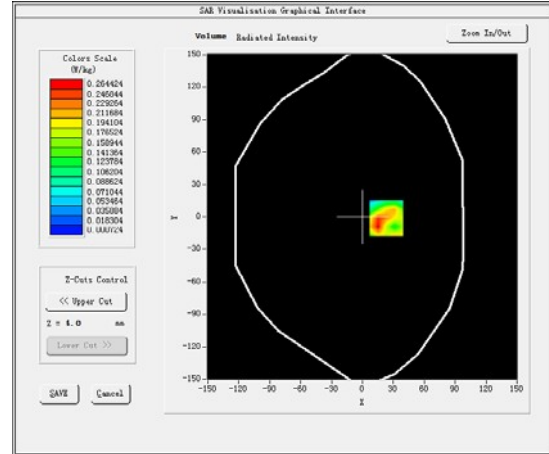 SAR Visualisation Graphical Interface
Volume Radiated Intensity
Zoom In/Out
Colors Scale
(W/kg)
0.264424
0.246844
0.229264
0.211684
0.194104
0.176524
0.158944
0.141364
0.123784
0.106204
0.088624
0.071044
0.053464
0.035884
0.018304
0.000724
Z-Cuts Control
<< Upper Cut
Z = 4.0 mm
Lower Cut >>
SAVE Cancel
150
120
90
60
30
0
-30
-60
-90
-120
-150
Y
-150 -120 -90 -60 -30 0 30 60 90 120 150
X